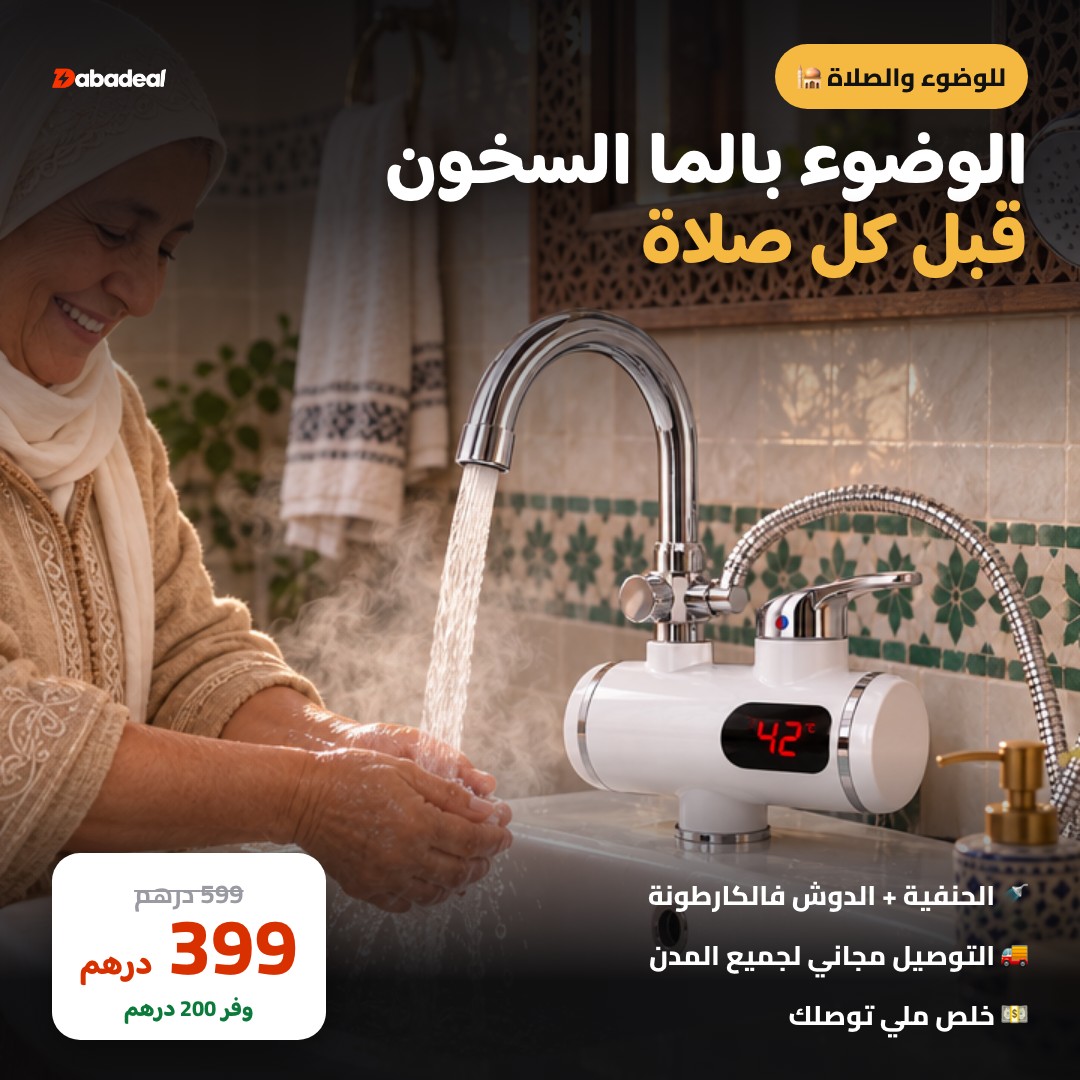 Dabadeal
للوضوء والصلاة 🕌
الوضوء بالما السخون
قبل كل صلاة
42 °C
🚿 الحنفية + الدوش فالكارطونة
🚚 التوصيل مجاني لجميع المدن
💵 خلص ملي توصلك
599 درهم
399 درهم
وفر 200 درهم